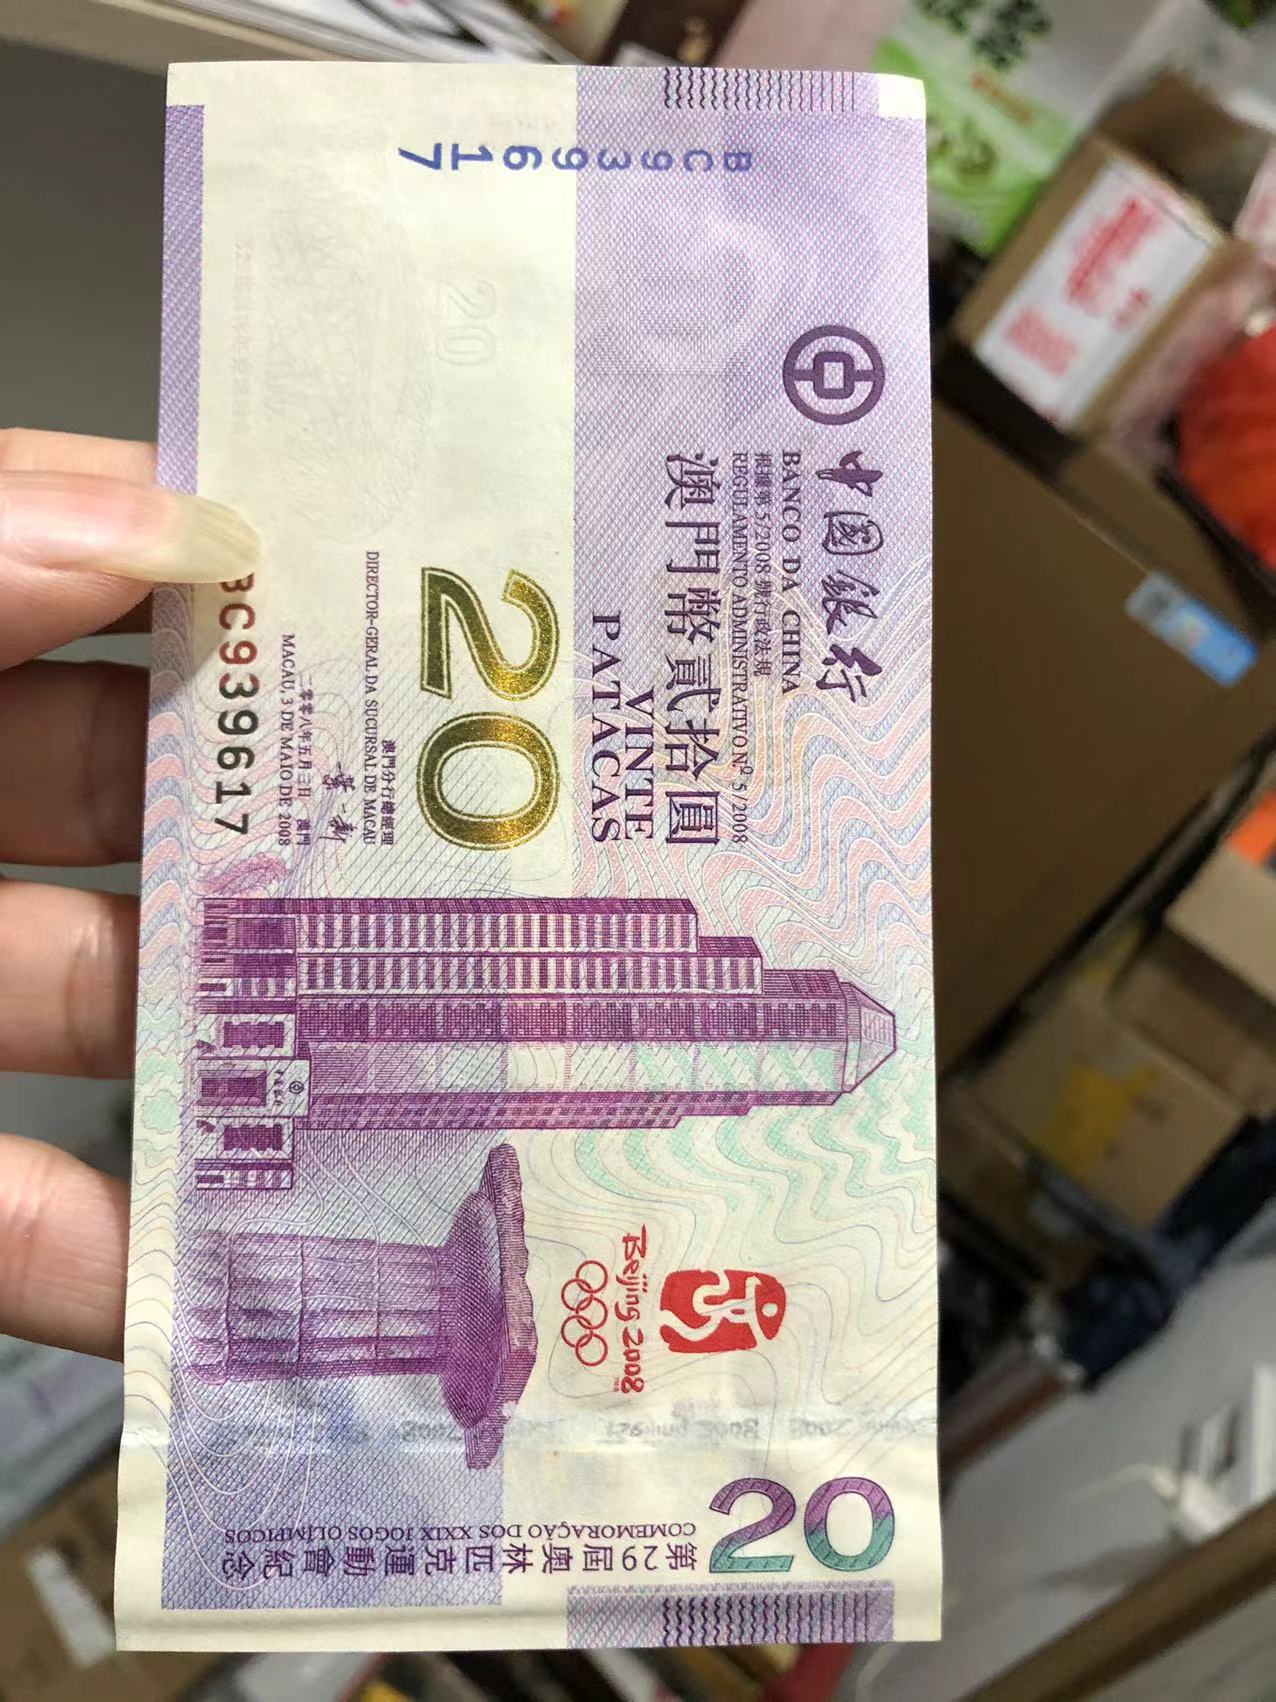 中國銀行
BANCO DA CHINA
根據第5/2008號行政法規
REGULAMENTO ADMINISTRATIVO Nº 5/2008
澳門幣貳拾圓
VINTE
PATACAS
20
澳門分行總經理
DIRECTOR-GERAL DA SUCURSAL DE MACAU
二零零八年五月三日 澳門
MACAU, 3 DE MAIO DE 2008
BC939617
BC939617
20
Beijing 2008
20
第29屆奧林匹克運動會紀念
COMEMORAÇÃO DOS XXIX JOGOS OLÍMPICOS